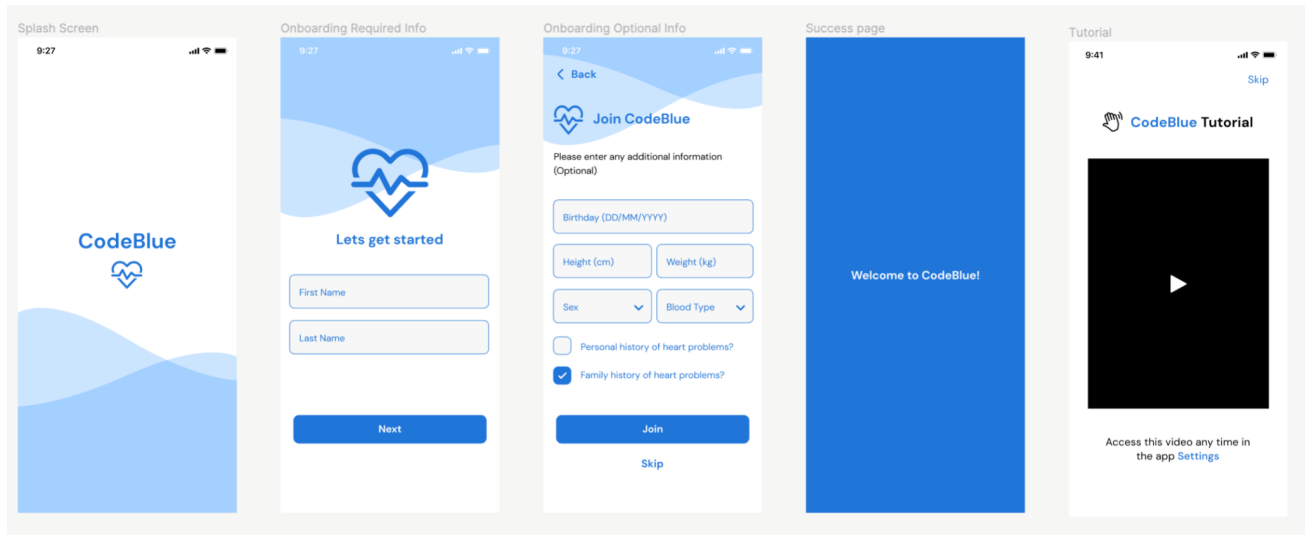 Splash Screen
9:27
CodeBlue
Onboarding Required Info
9:27
Lets get started
First Name
Last Name
Next
Onboarding Optional Info
9:27
Back
Join CodeBlue
Please enter any additional information
(Optional)
Birthday (DD/MM/YYYY)
Height (cm)
Weight (kg)
Sex
Blood Type
Personal history of heart problems?
Family history of heart problems?
Join
Skip
Success page
Welcome to CodeBlue!
Tutorial
9:41
Skip
CodeBlue Tutorial
Access this video any time in
the app Settings